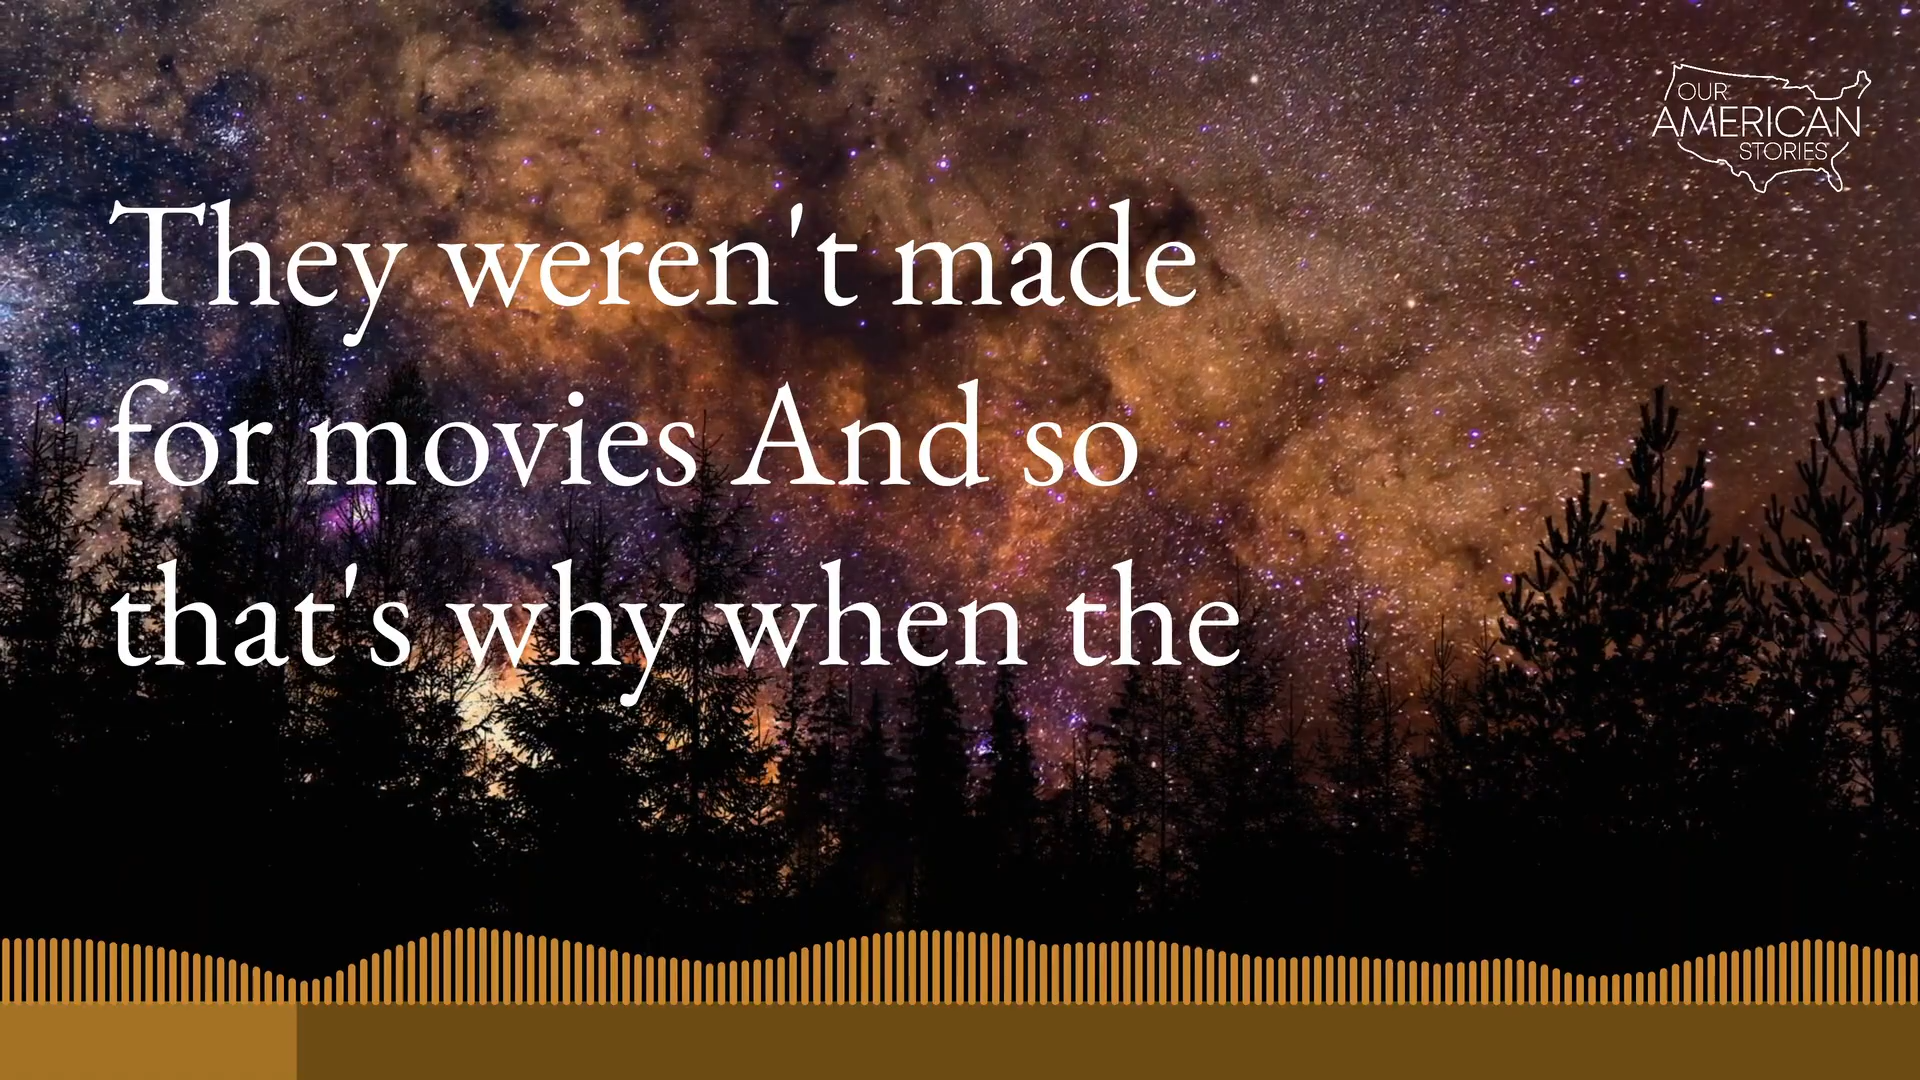 OUR
AMERICAN
STORIES
They weren't made
for movies And so
that's why when the